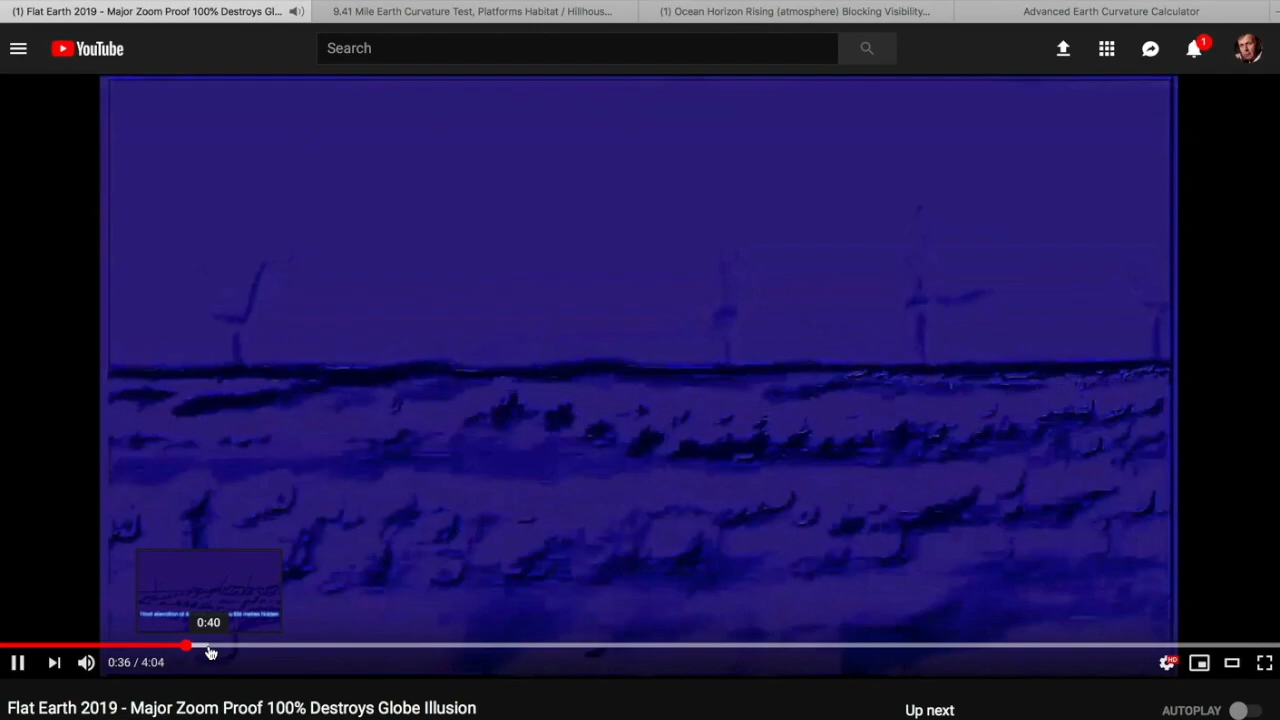 (1) Flat Earth 2019 - Major Zoom Proof 100% Destroys Gl...
9.41 Mile Earth Curvature Test, Platforms Habitat / Hillhous...
(1) Ocean Horizon Rising (atmosphere) Blocking Visibility...
Advanced Earth Curvature Calculator
YouTube
Search
1
0:40
0:36 / 4:04
HD
Flat Earth 2019 - Major Zoom Proof 100% Destroys Globe Illusion
Up next
AUTOPLAY